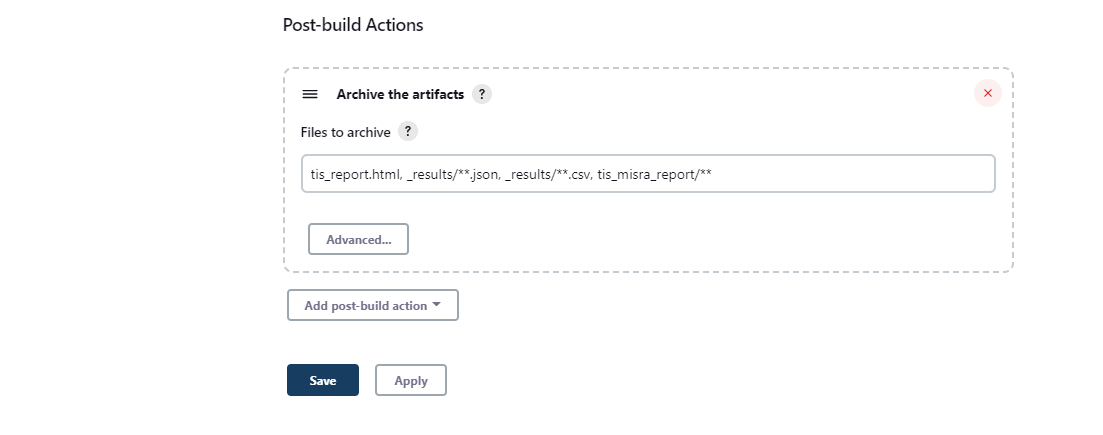 Post-build Actions
Archive the artifacts ?
Files to archive ?
tis_report.html, _results/**.json, _results/**.csv, tis_misra_report/**
Advanced...
Add post-build action
Save Apply